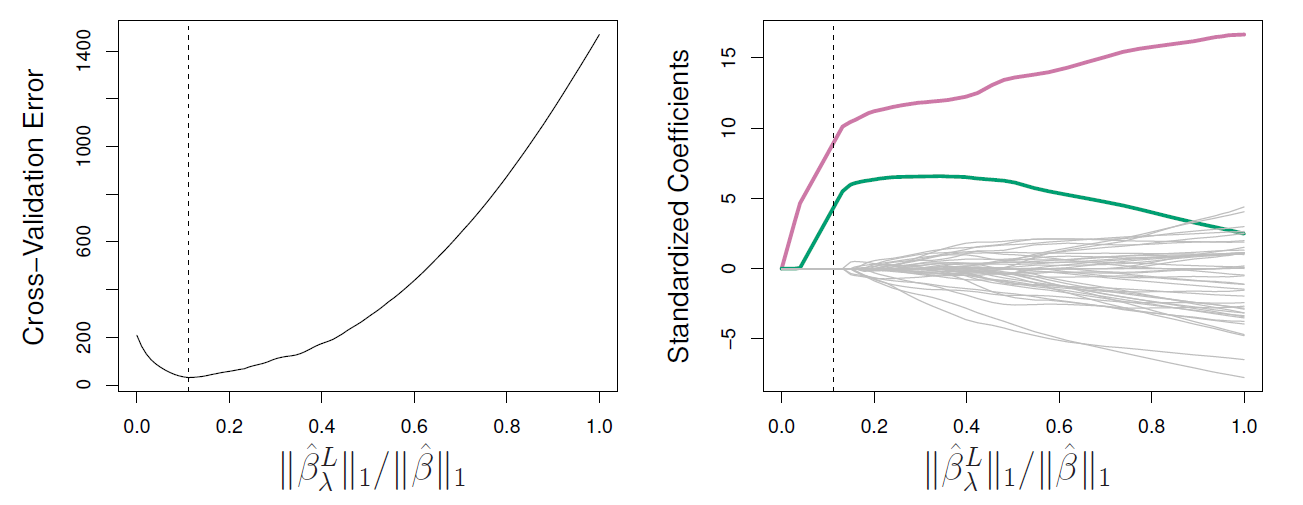 Cross−Validation Error
0 200 600 1000 1400
0.0 0.2 0.4 0.6 0.8 1.0
‖β̂ᴸ_λ‖₁/‖β̂‖₁
Standardized Coefficients
−5 0 5 10 15
0.0 0.2 0.4 0.6 0.8 1.0
‖β̂ᴸ_λ‖₁/‖β̂‖₁